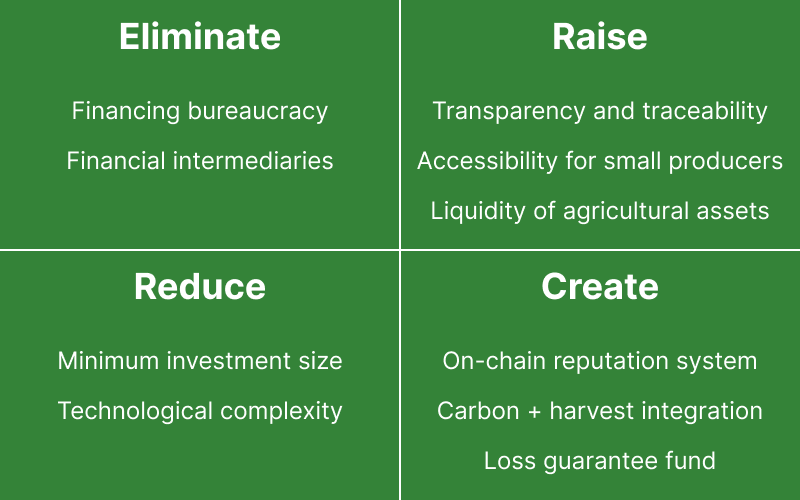 Eliminate
Financing bureaucracy
Financial intermediaries
Raise
Transparency and traceability
Accessibility for small producers
Liquidity of agricultural assets
Reduce
Minimum investment size
Technological complexity
Create
On-chain reputation system
Carbon + harvest integration
Loss guarantee fund